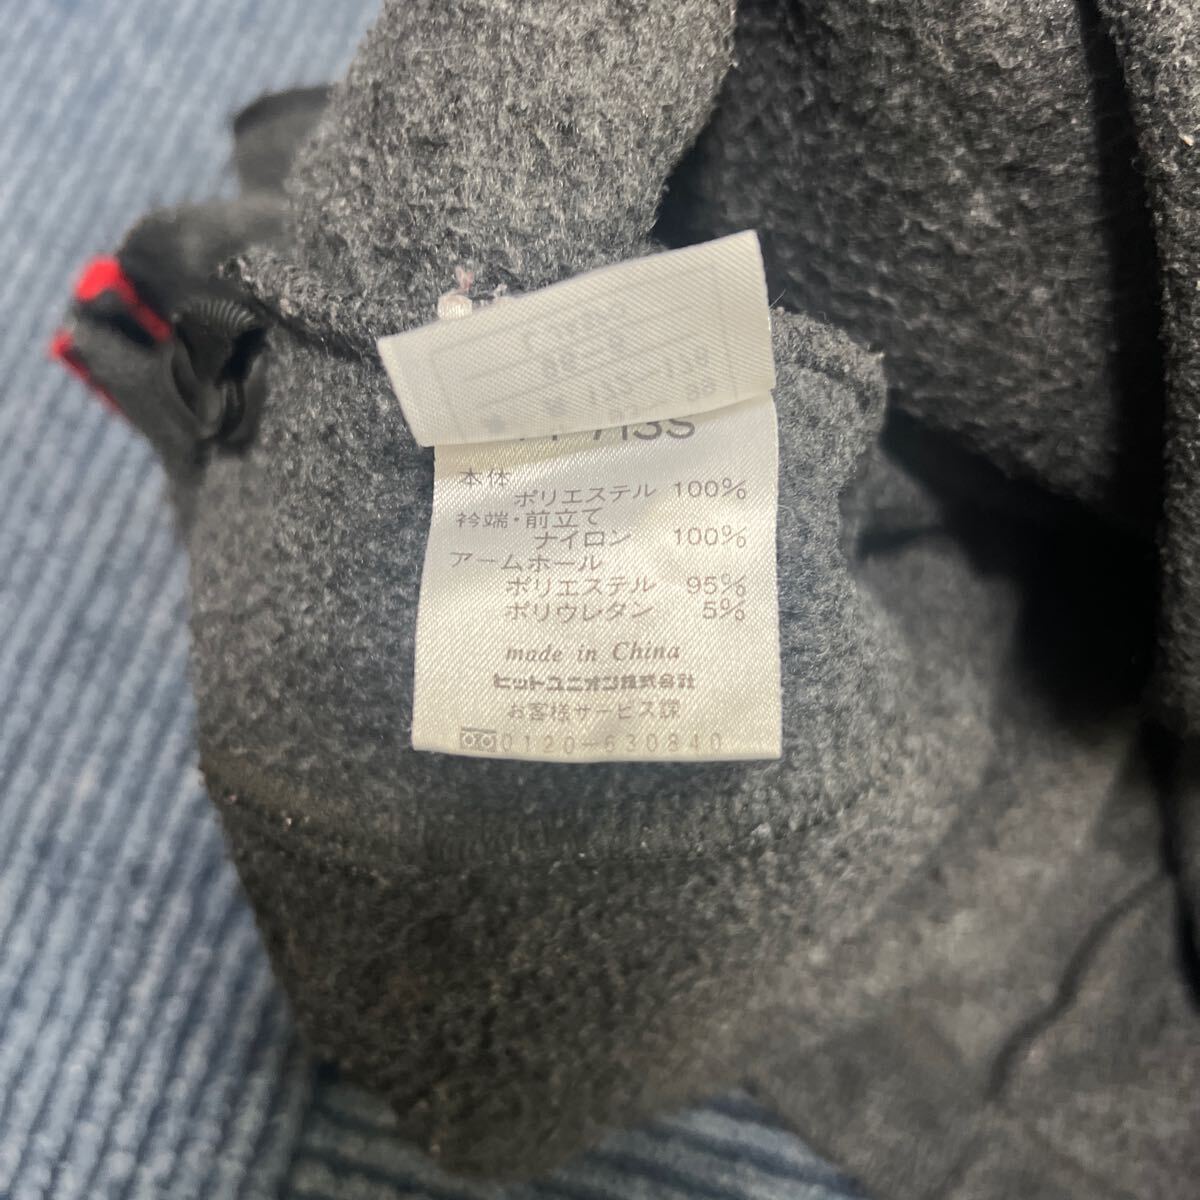 本体
ポリエステル 100%
衿端・前立て
ナイロン 100%
アームホール
ポリエステル 95%
ポリウレタン 5%
made in China
ヒットユニオン株式会社
お客様サービス課
0120-630840